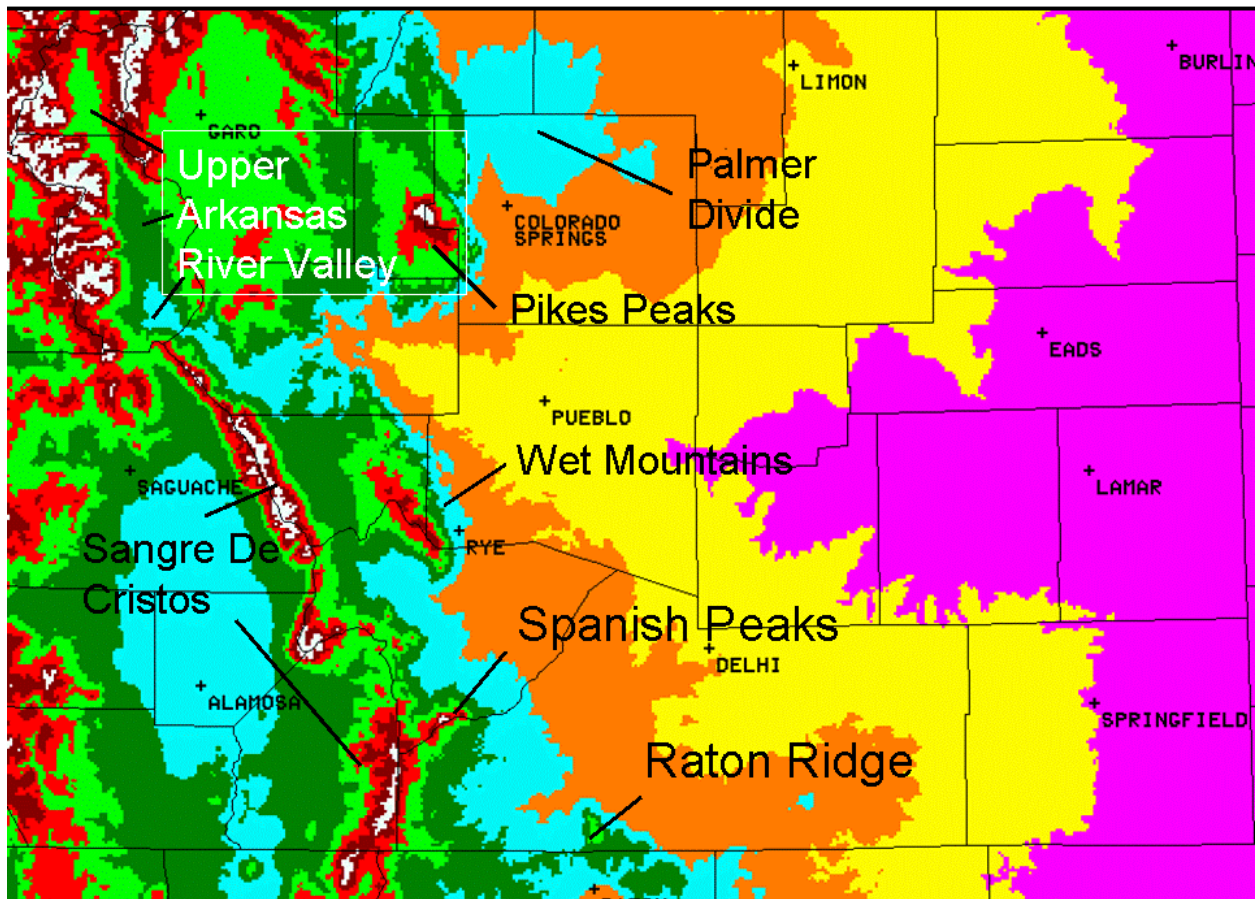 BURLIN
LIMON
GARO
Upper
Arkansas
River Valley
Palmer
Divide
COLORADO
SPRINGS
Pikes Peaks
EADS
PUEBLO
Wet Mountains
SAGUACHE
LAMAR
RYE
Sangre De
Cristos
Spanish Peaks
DELHI
ALAMOSA
SPRINGFIELD
Raton Ridge